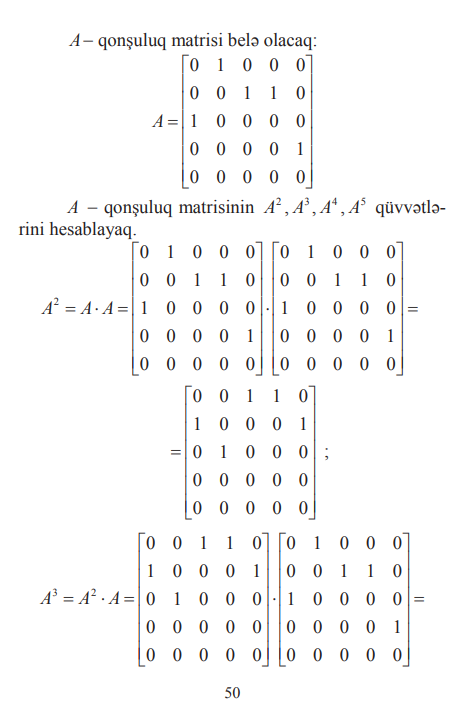 A− qonşuluq matrisi belə olacaq:
⎡0 1 0 0 0⎤
0 0 1 1 0
A = 1 0 0 0 0
0 0 0 0 1
⎣0 0 0 0 0⎦
A − qonşuluq matrisinin A², A³, A⁴, A⁵ qüvvətlə-
rini hesablayaq.
⎡0 1 0 0 0⎤ ⎡0 1 0 0 0⎤
0 0 1 1 0 0 0 1 1 0
A² = A · A = 1 0 0 0 0 · 1 0 0 0 0 =
0 0 0 0 1 0 0 0 0 1
⎣0 0 0 0 0⎦ ⎣0 0 0 0 0⎦
⎡0 0 1 1 0⎤
1 0 0 0 1
= 0 1 0 0 0 ;
0 0 0 0 0
⎣0 0 0 0 0⎦
⎡0 0 1 1 0⎤ ⎡0 1 0 0 0⎤
1 0 0 0 1 0 0 1 1 0
A³ = A² · A = 0 1 0 0 0 · 1 0 0 0 0 =
0 0 0 0 0 0 0 0 0 1
⎣0 0 0 0 0⎦ ⎣0 0 0 0 0⎦
50